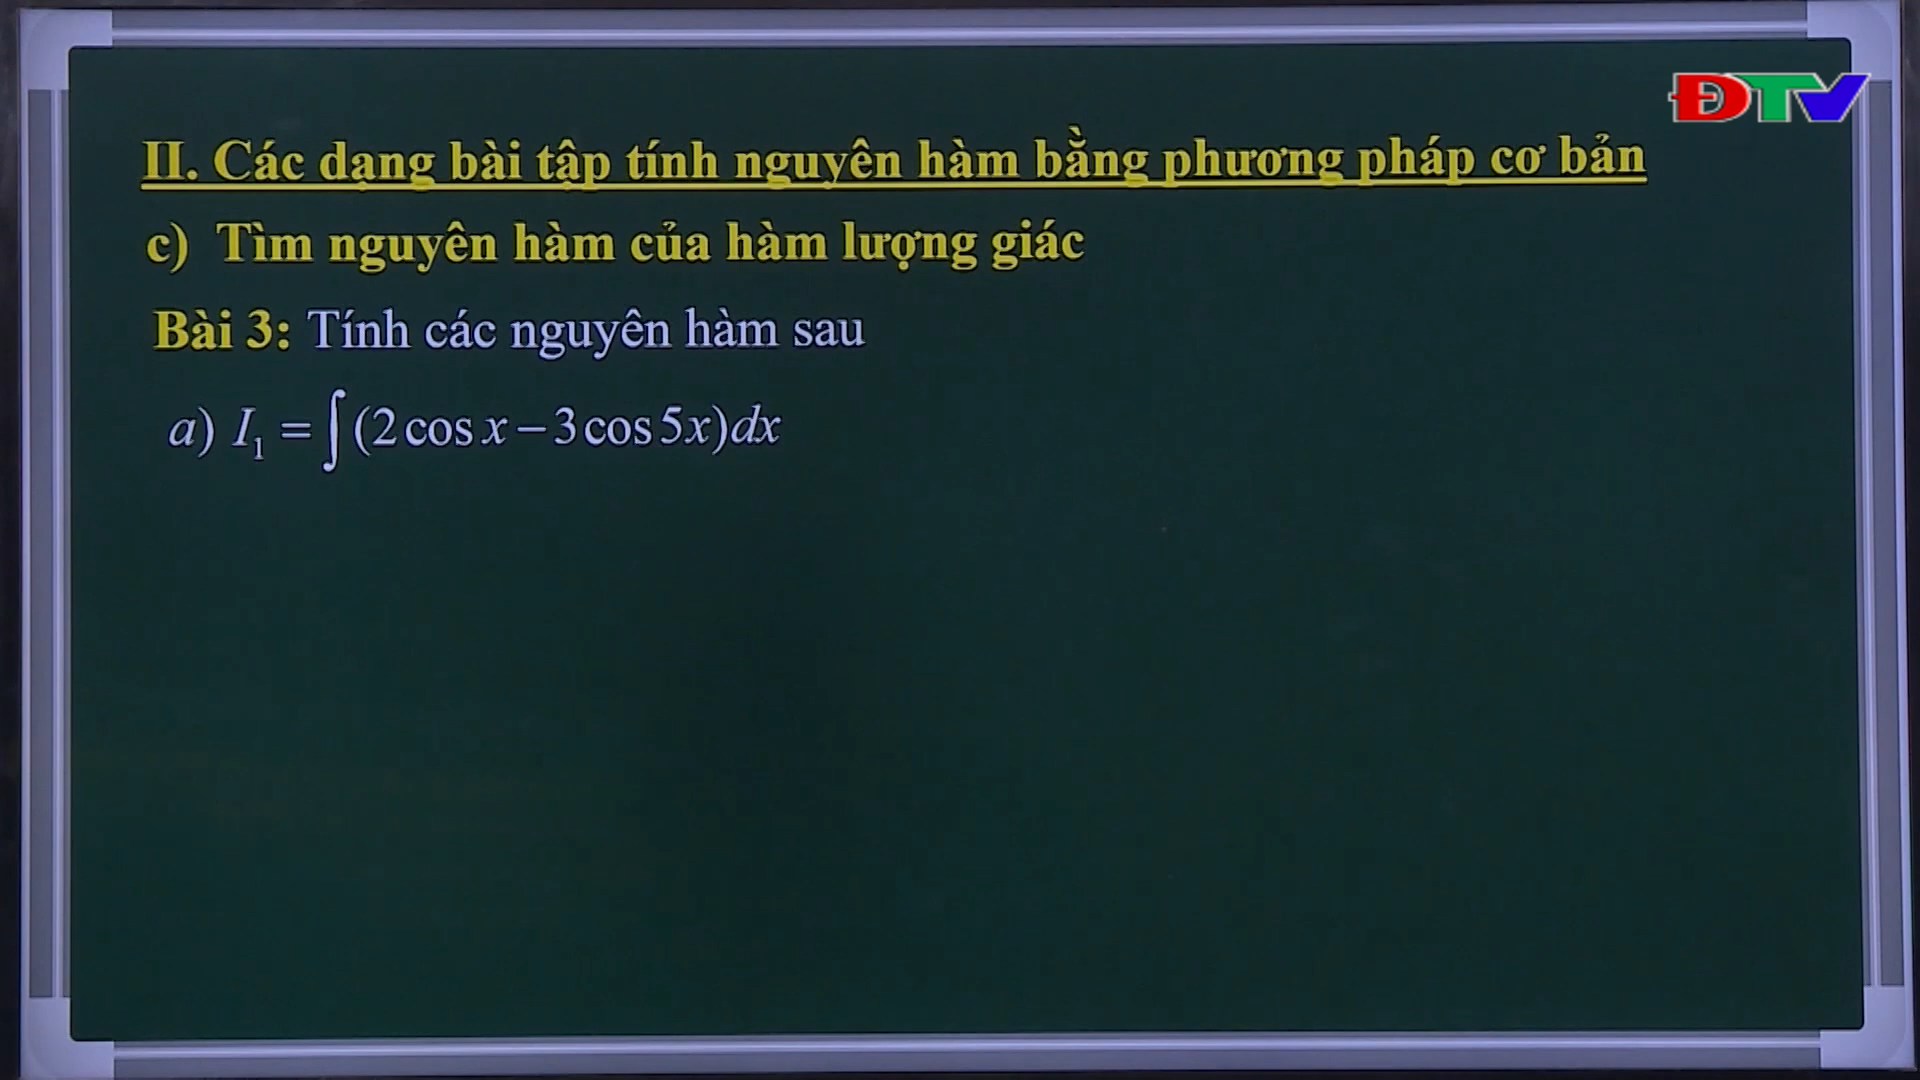 ĐTV
II. Các dạng bài tập tính nguyên hàm bằng phương pháp cơ bản
c) Tìm nguyên hàm của hàm lượng giác
Bài 3: Tính các nguyên hàm sau
a) I₁ = ∫(2cos x − 3cos 5x)dx